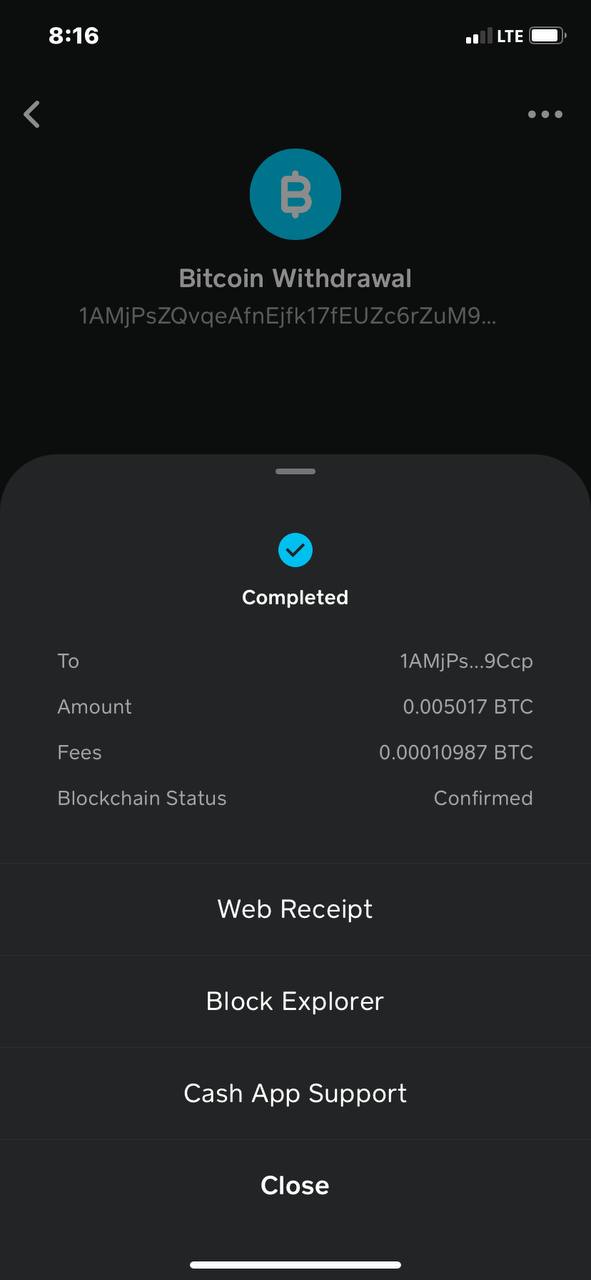 8:16
LTE
Bitcoin Withdrawal
1AMjPsZQvqeAfnEjfk17fEUZc6rZuM9...
Completed
To 1AMjPs...9Ccp
Amount 0.005017 BTC
Fees 0.00010987 BTC
Blockchain Status Confirmed
Web Receipt
Block Explorer
Cash App Support
Close